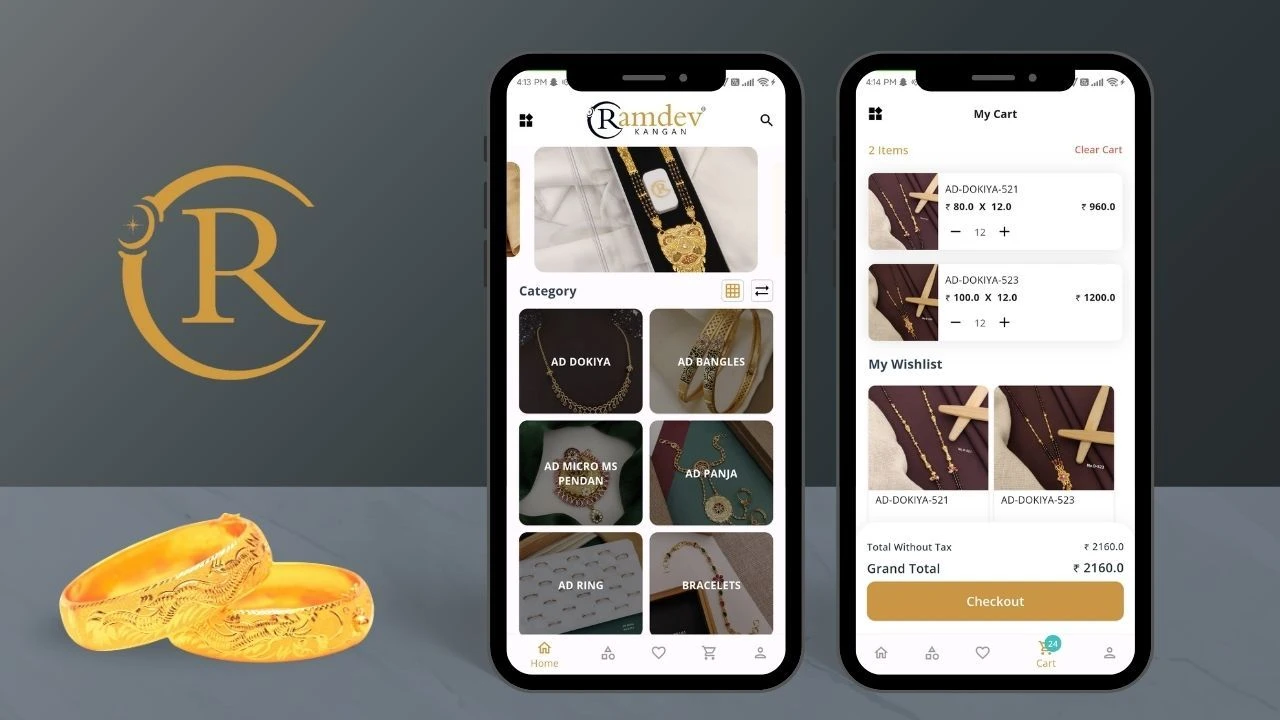 R
4:13 PM
Ramdev®
KANGAN
R
Category
AD DOKIYA
AD BANGLES
AD MICRO MS
PENDAN
AD PANJA
AD RING
BRACELETS
Home
4:14 PM
My Cart
2 Items
Clear Cart
AD-DOKIYA-521
₹ 80.0 X 12.0
₹ 960.0
12
AD-DOKIYA-523
₹ 100.0 X 12.0
₹ 1200.0
12
My Wishlist
AD-DOKIYA-521
AD-DOKIYA-523
Total Without Tax
₹ 2160.0
Grand Total
₹ 2160.0
Checkout
24
Cart